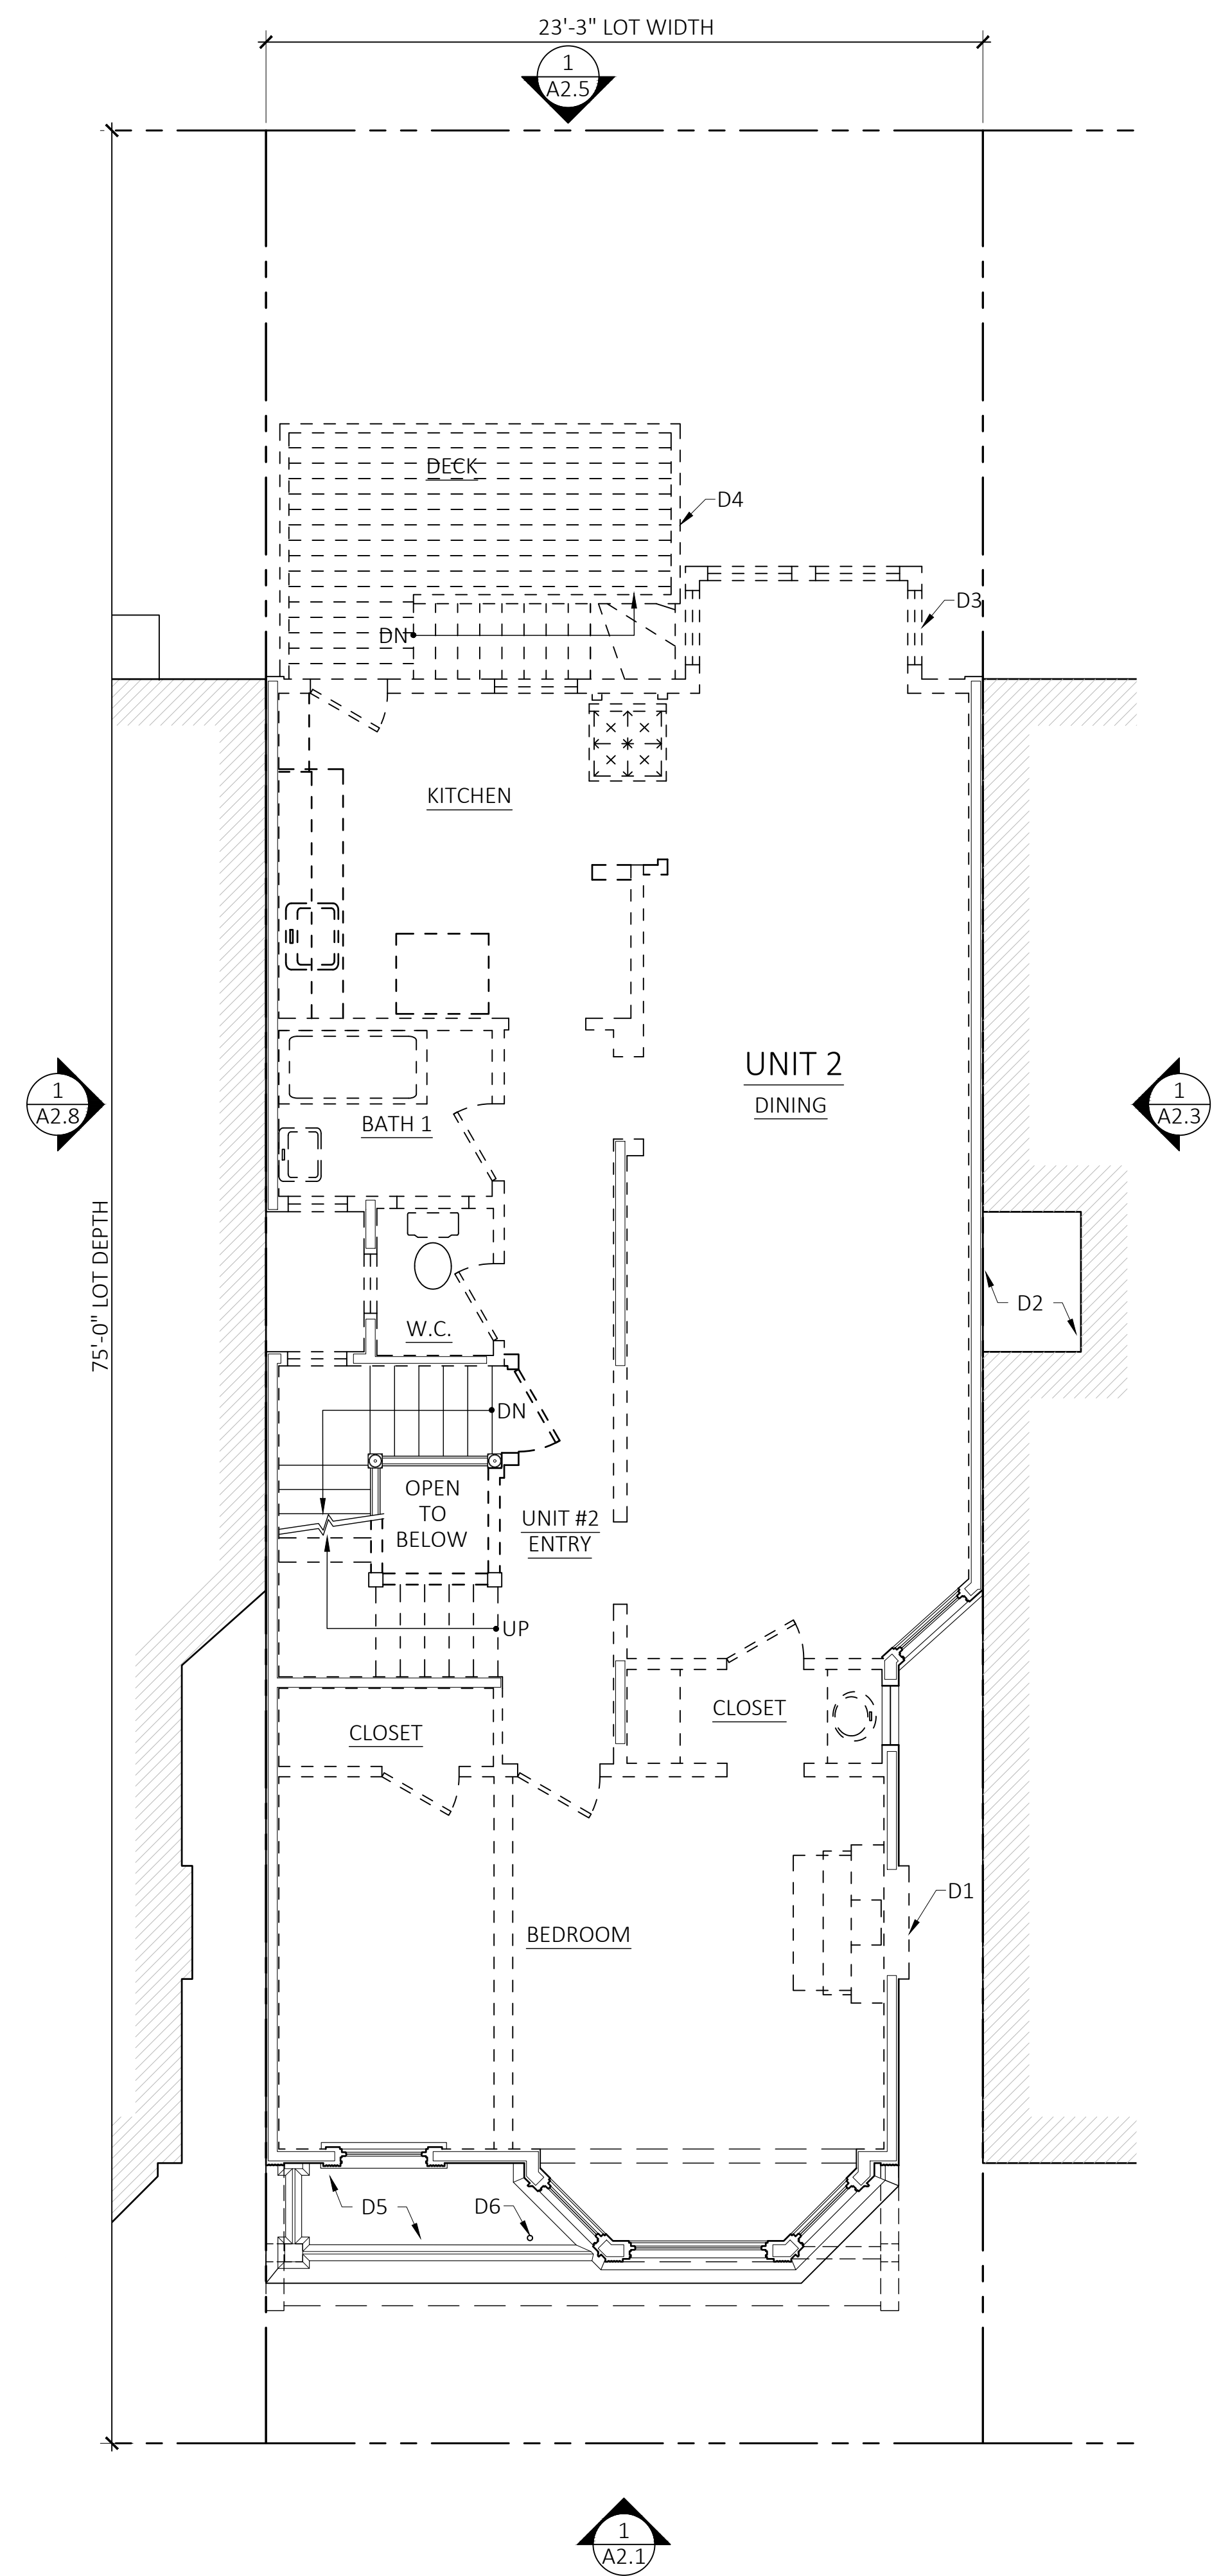 23'-3" LOT WIDTH
1
A2.5
DECK
D4
D3
DN
KITCHEN
UNIT 2
DINING
1
A2.8
1
A2.3
BATH 1
75'-0" LOT DEPTH
D2
W.C.
DN
OPEN
TO
BELOW
UNIT #2
ENTRY
UP
CLOSET
CLOSET
D1
BEDROOM
D5
D6
1
A2.1